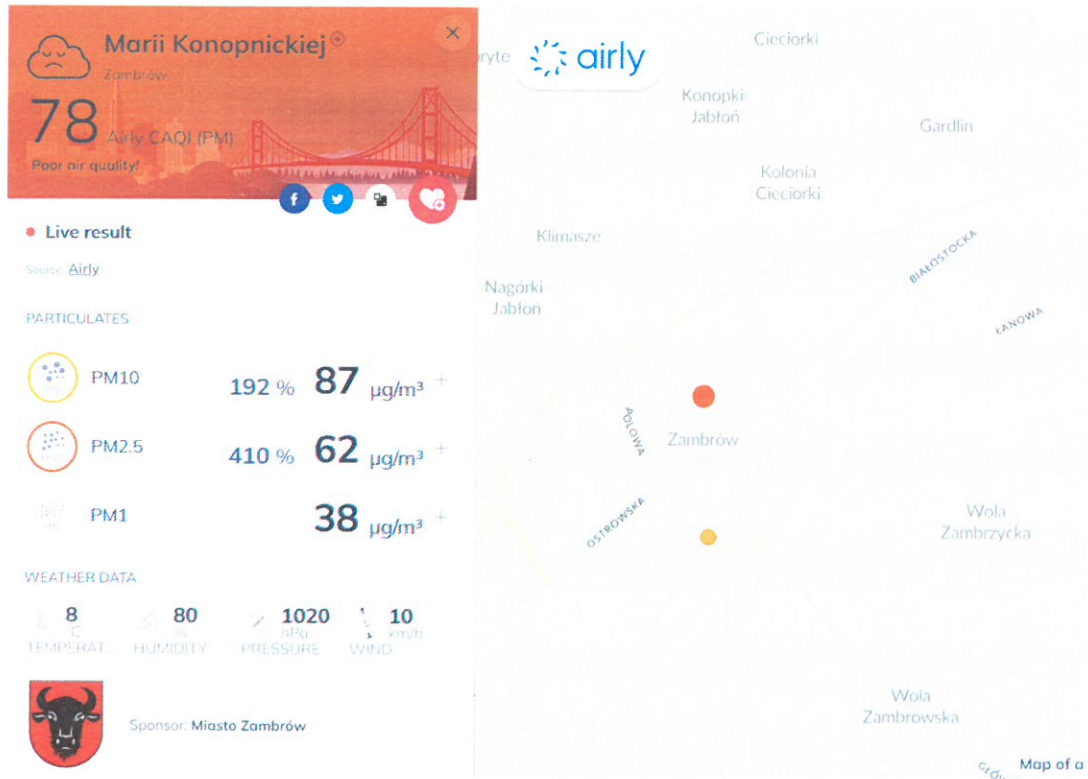 Marii Konopnickiej
Zambrów
78 Airly CAQI (PM)
Poor air quality!
Live result
Source: Airly
PARTICULATES
PM10 192 % 87 µg/m³ +
PM2.5 410 % 62 µg/m³ +
PM1 38 µg/m³ +
WEATHER DATA
8 °C TEMPERAT...
80 % HUMIDITY
1020 hPa PRESSURE
10 km/h WIND
Sponsor: Miasto Zambrów
airly
ryte
Cieciorki
Konopki-
Jabłoń
Gardlin
Kolonia
Cieciorki
Klimasze
BIAŁOSTOCKA
Nagórki-
Jabłoń
ŁANOWA
Zambrów
OSTROWSKA
Wola
Zambrzycka
Wola
Zambrowska
Map of a